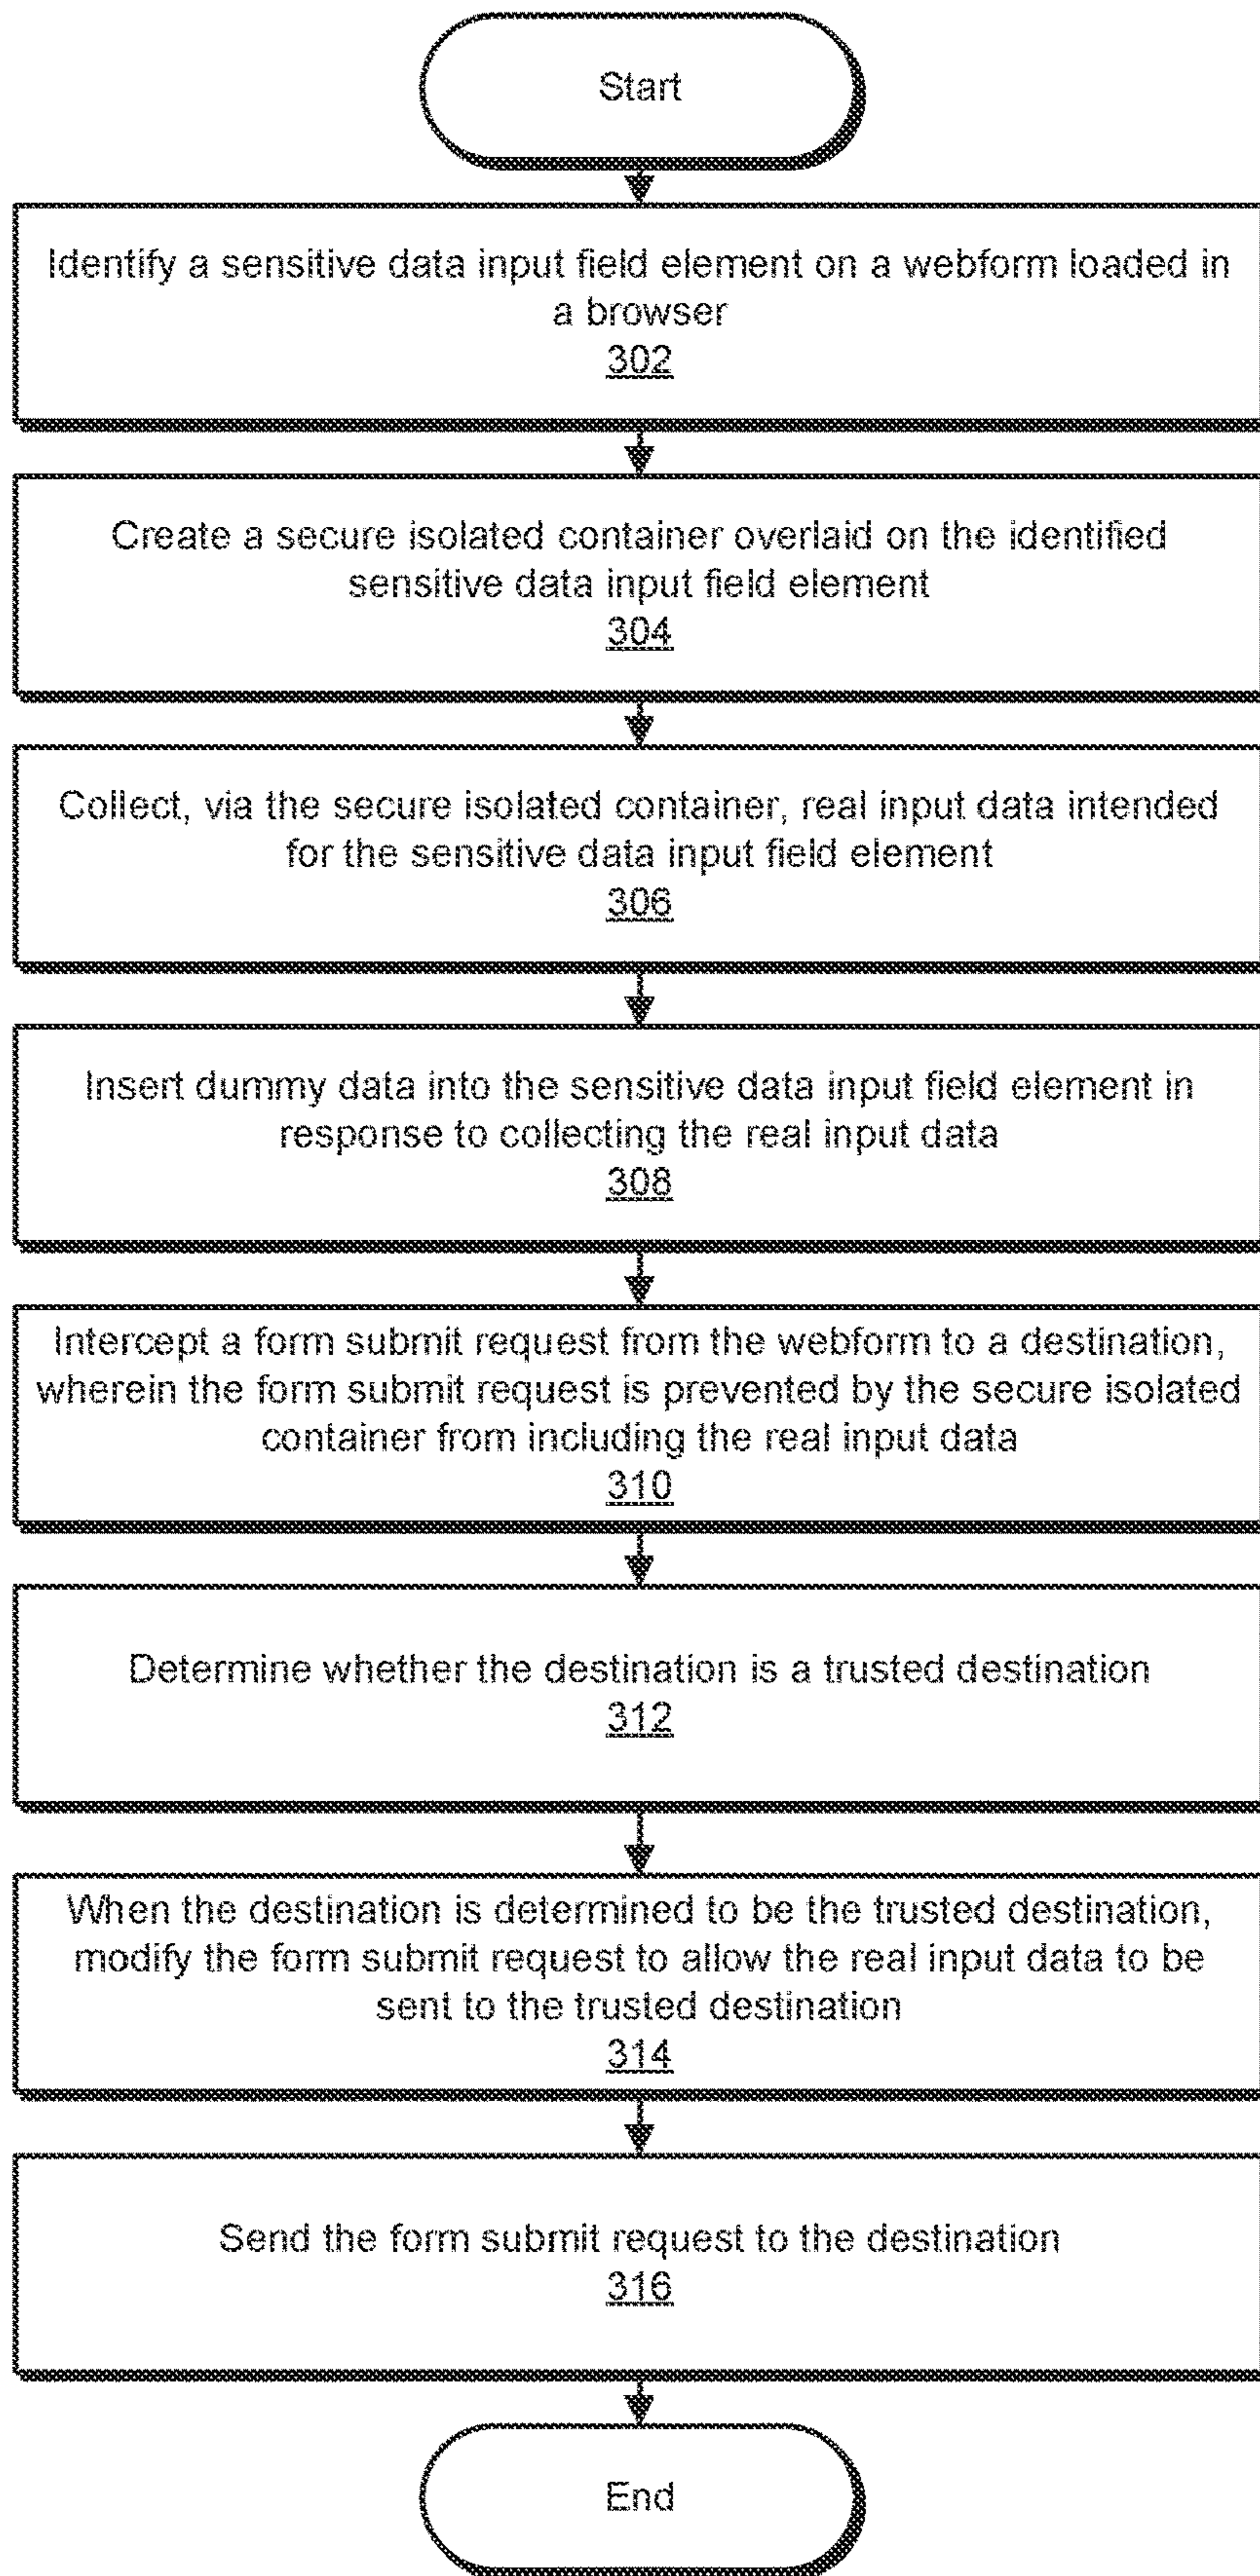 Start
Identify a sensitive data input field element on a webform loaded in
a browser
302
Create a secure isolated container overlaid on the identified
sensitive data input field element
304
Collect, via the secure isolated container, real input data intended
for the sensitive data input field element
306
Insert dummy data into the sensitive data input field element in
response to collecting the real input data
308
Intercept a form submit request from the webform to a destination,
wherein the form submit request is prevented by the secure isolated
container from including the real input data
310
Determine whether the destination is a trusted destination
312
When the destination is determined to be the trusted destination,
modify the form submit request to allow the real input data to be
sent to the trusted destination
314
Send the form submit request to the destination
316
End